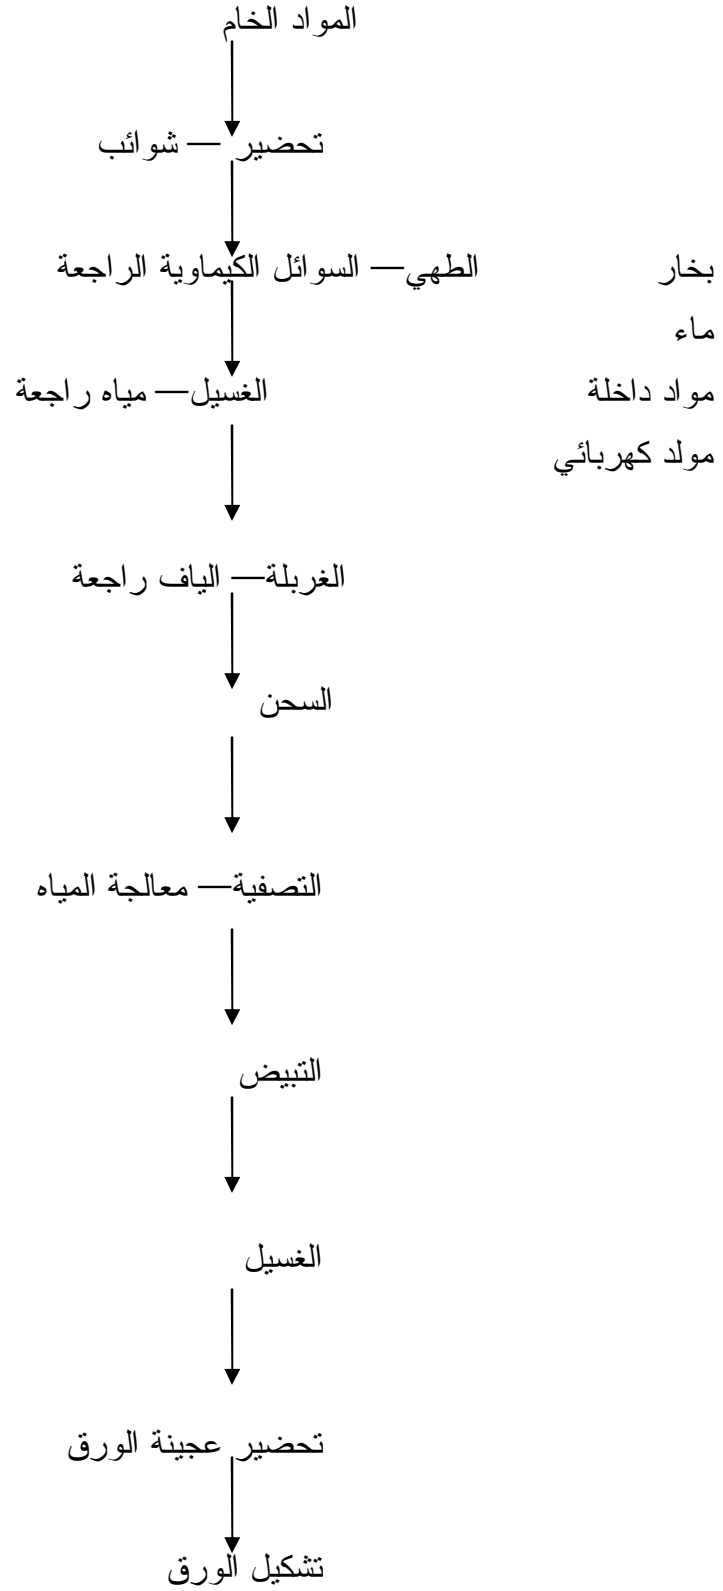 المواد الخام
تحضير — شوائب
بخار الطهي— السوائل الكيماوية الراجعة
ماء
مواد داخلة الغسيل— مياه راجعة
مولد كهربائي
الغربلة— الياف راجعة
السحن
التصفية— معالجة المياه
التبيض
الغسيل
تحضير عجينة الورق
تشكيل الورق